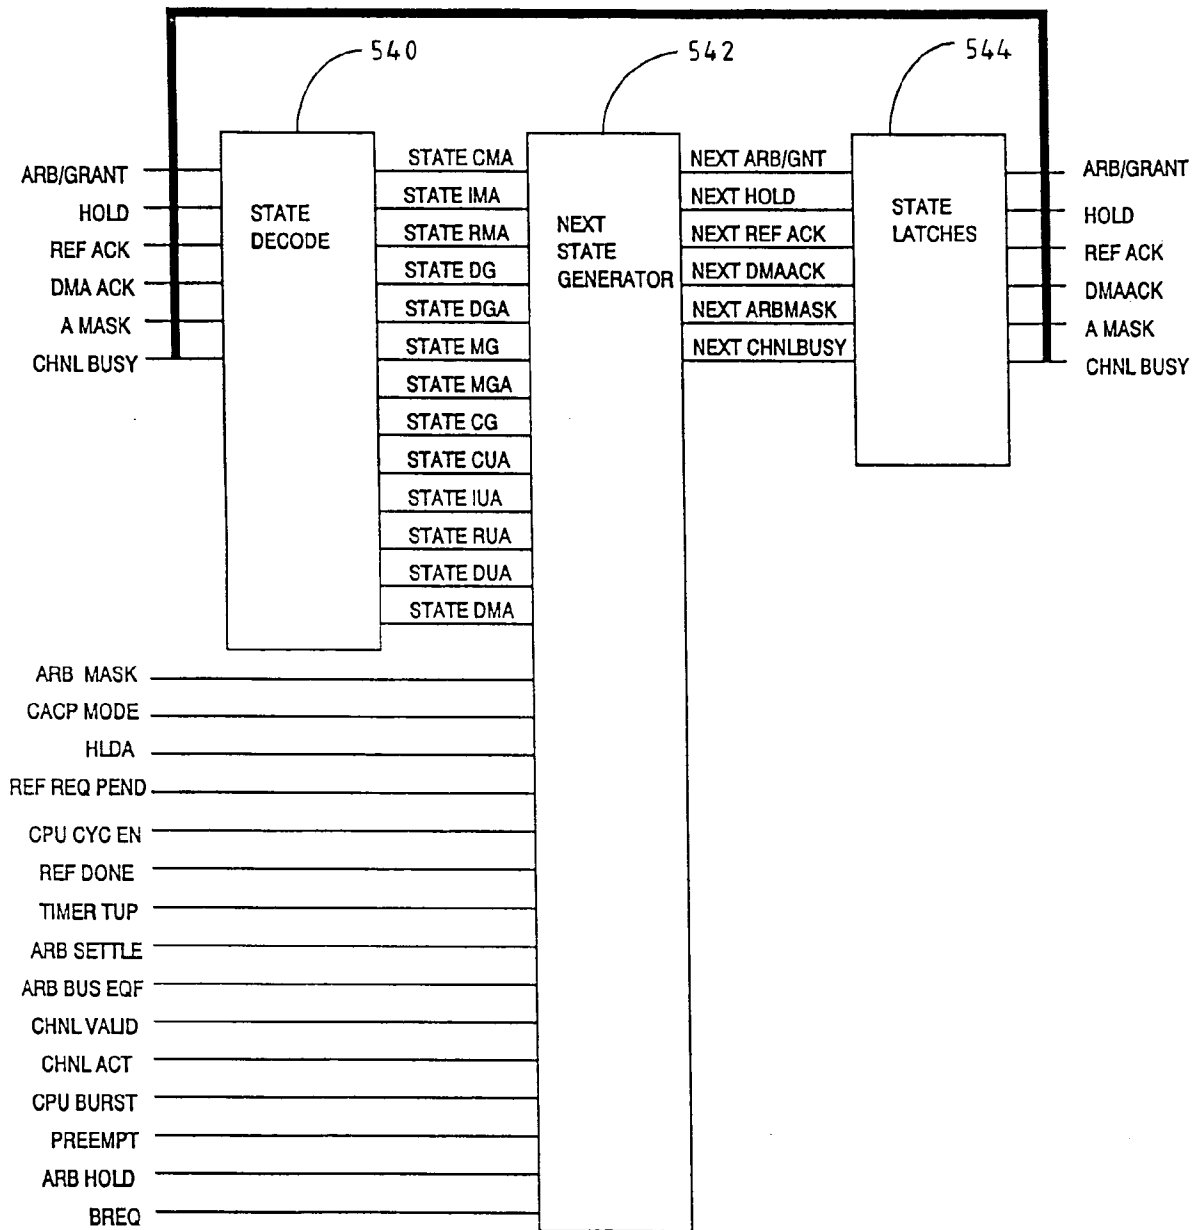 540
542
544
ARB/GRANT
HOLD
REF ACK
DMA ACK
A MASK
CHNL BUSY
STATE
DECODE
STATE CMA
STATE IMA
STATE RMA
STATE DG
STATE DGA
STATE MG
STATE MGA
STATE CG
STATE CUA
STATE IUA
STATE RUA
STATE DUA
STATE DMA
NEXT
STATE
GENERATOR
NEXT ARB/GNT
NEXT HOLD
NEXT REF ACK
NEXT DMAACK
NEXT ARBMASK
NEXT CHNLBUSY
STATE
LATCHES
ARB/GRANT
HOLD
REF ACK
DMAACK
A MASK
CHNL BUSY
ARB MASK
CACP MODE
HLDA
REF REQ PEND
CPU CYC EN
REF DONE
TIMER TUP
ARB SETTLE
ARB BUS EQF
CHNL VALID
CHNL ACT
CPU BURST
PREEMPT
ARB HOLD
BREQ